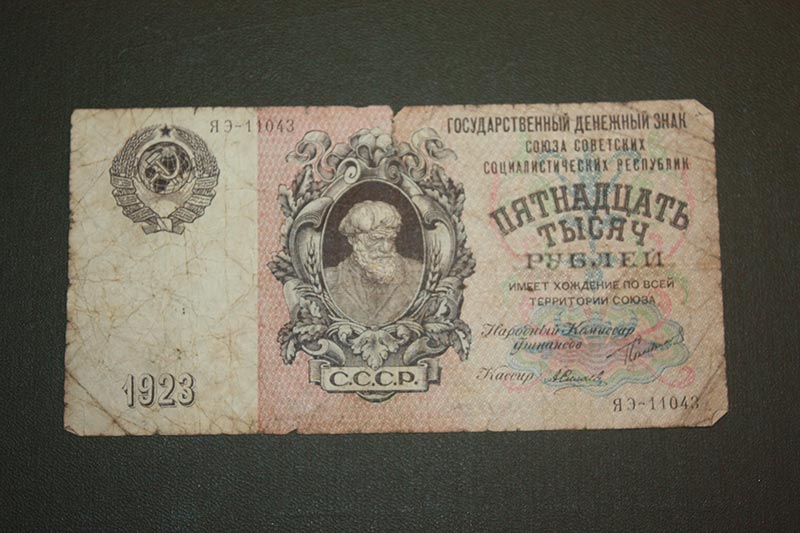 ЯЭ-11043
1923
С.С.С.Р.
ГОСУДАРСТВЕННЫЙ ДЕНЕЖНЫЙ ЗНАК
СОЮЗА СОВЕТСКИХ
СОЦИАЛИСТИЧЕСКИХ РЕСПУБЛИК
ПЯТНАДЦАТЬ
ТЫСЯЧ
РУБЛЕЙ
ИМЕЕТ ХОЖДЕНИЕ ПО ВСЕЙ
ТЕРРИТОРИИ СОЮЗА
Народный Комиссар
финансов
Кассир
ЯЭ-11043